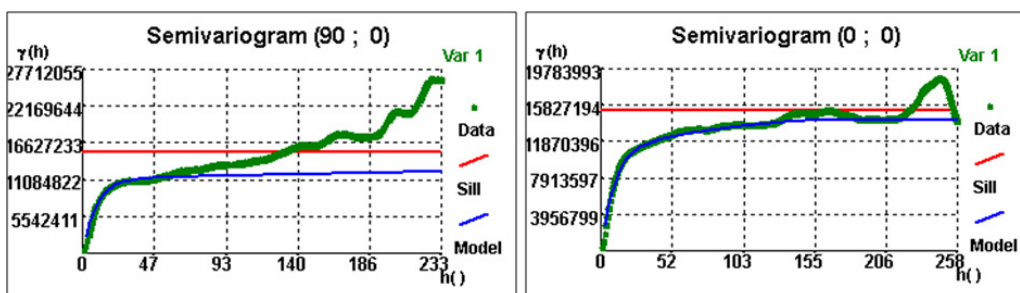 Semivariogram (90 ; 0)
γ(h)
Var 1
27712055
22169644
16627233
11084822
5542411
Data
Sill
Model
0
47
93
140
186
233
h( )
Semivariogram (0 ; 0)
γ(h)
Var 1
19783993
15827194
11870396
7913597
3956799
Data
Sill
Model
0
52
103
155
206
258
h( )